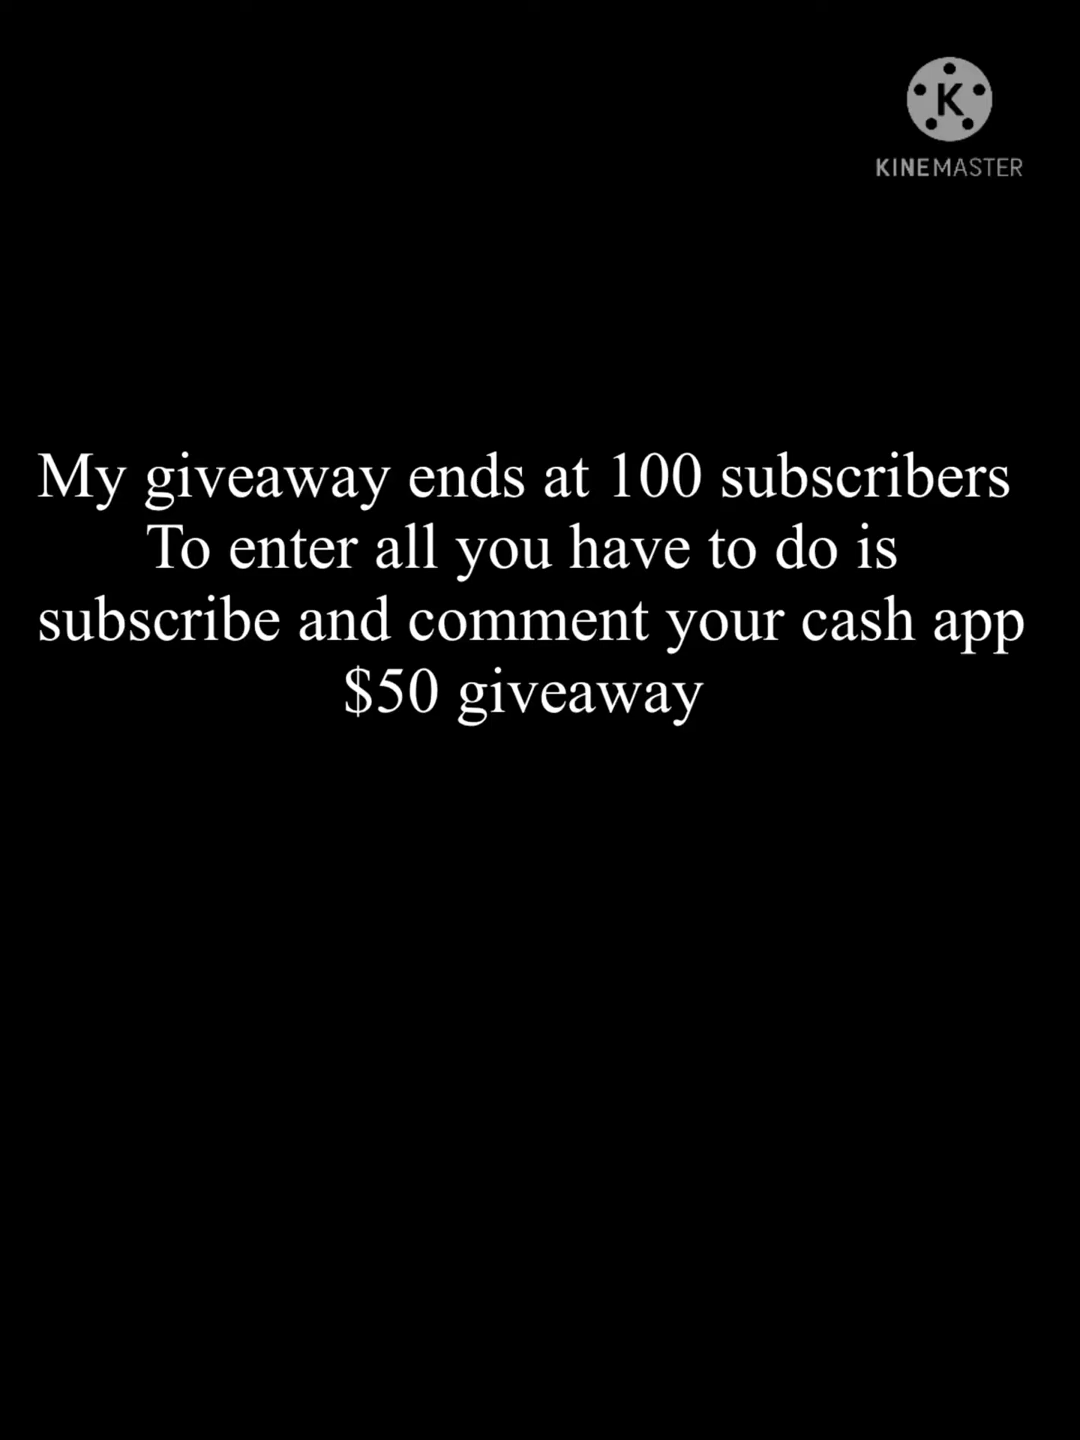 K
KINEMASTER
My giveaway ends at 100 subscribers
To enter all you have to do is
subscribe and comment your cash app
$50 giveaway